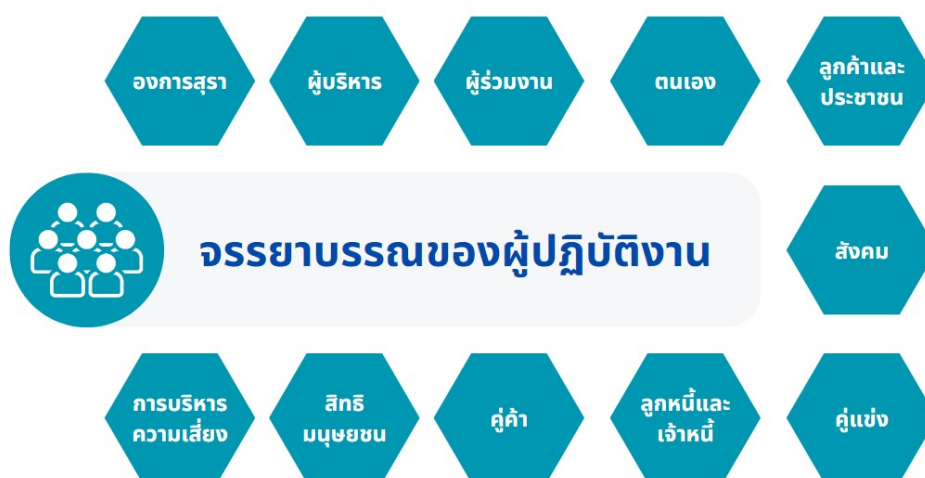 องการสุรา
ผู้บริหาร
ผู้ร่วมงาน
ตนเอง
ลูกค้าและ
ประชาชน
จรรยาบรรณของผู้ปฏิบัติงาน
สังคม
การบริหาร
ความเสี่ยง
สิทธิ
มนุษยชน
คู่ค้า
ลูกหนี้และ
เจ้าหนี้
คู่แข่ง